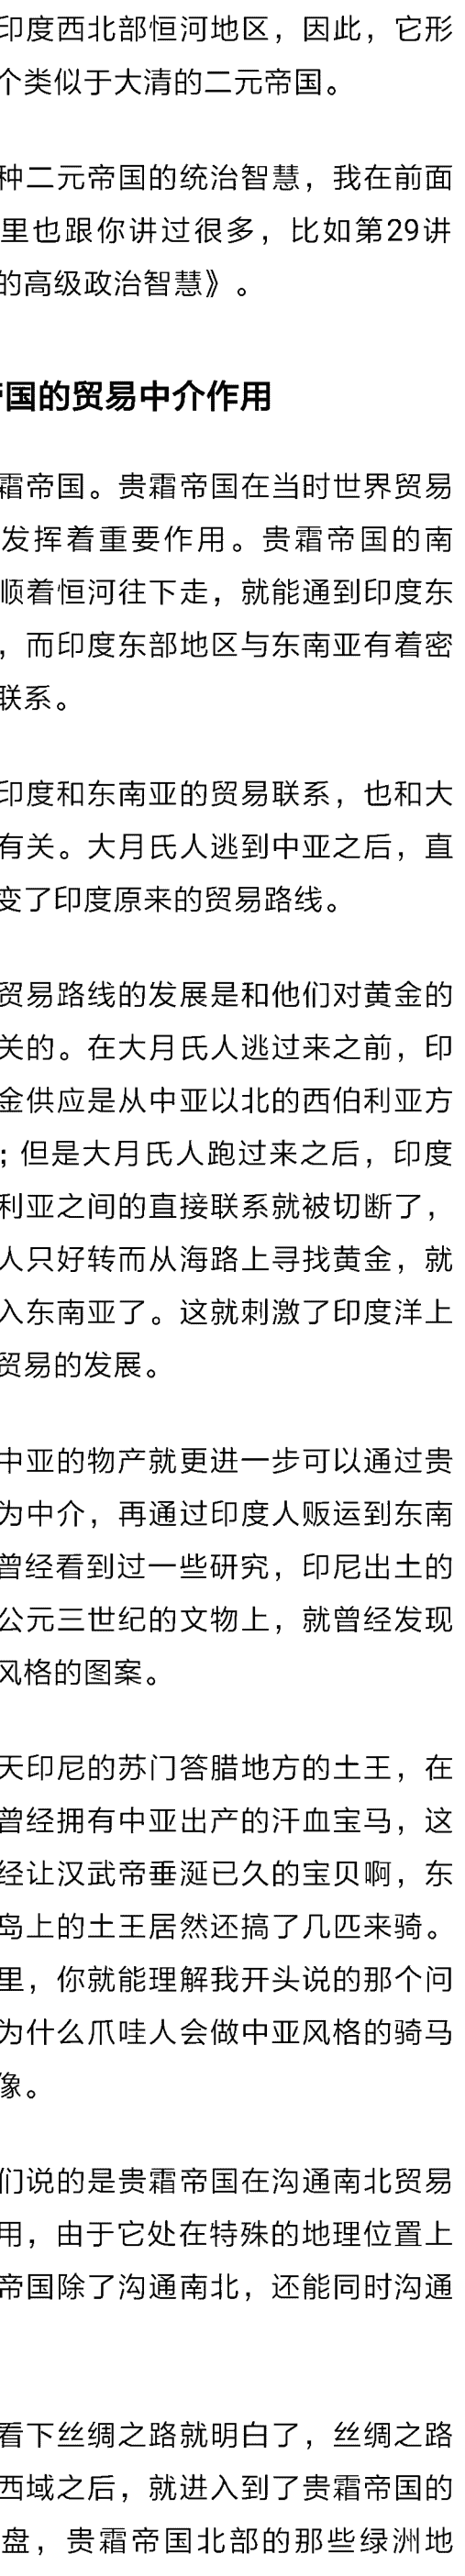 印度西北部恒河地区，因此，它形
个类似于大清的二元帝国。
种二元帝国的统治智慧，我在前面
里也跟你讲过很多，比如第29讲
的高级政治智慧》。
国的贸易中介作用
霜帝国。贵霜帝国在当时世界贸易
发挥着重要作用。贵霜帝国的南
顺着恒河往下走，就能通到印度东
，而印度东部地区与东南亚有着密
联系。
印度和东南亚的贸易联系，也和大
有关。大月氏人逃到中亚之后，直
变了印度原来的贸易路线。
贸易路线的发展是和他们对黄金的
关的。在大月氏人逃过来之前，印
金供应是从中亚以北的西伯利亚方
；但是大月氏人跑过来之后，印度
利亚之间的直接联系就被切断了，
人只好转而从海路上寻找黄金，就
入东南亚了。这就刺激了印度洋上
贸易的发展。
中亚的物产就更进一步可以通过贵
为中介，再通过印度人贩运到东南
曾经看到过一些研究，印尼出土的
公元三世纪的文物上，就曾经发现
风格的图案。
天印尼的苏门答腊地方的土王，在
曾经拥有中亚出产的汗血宝马，这
经让汉武帝垂涎已久的宝贝啊，东
岛上的土王居然还搞了几匹来骑。
里，你就能理解我开头说的那个问
为什么爪哇人会做中亚风格的骑马
像。
们说的是贵霜帝国在沟通南北贸易
用，由于它处在特殊的地理位置上
帝国除了沟通南北，还能同时沟通
看下丝绸之路就明白了，丝绸之路
西域之后，就进入到了贵霜帝国的
盘，贵霜帝国北部的那些绿洲地